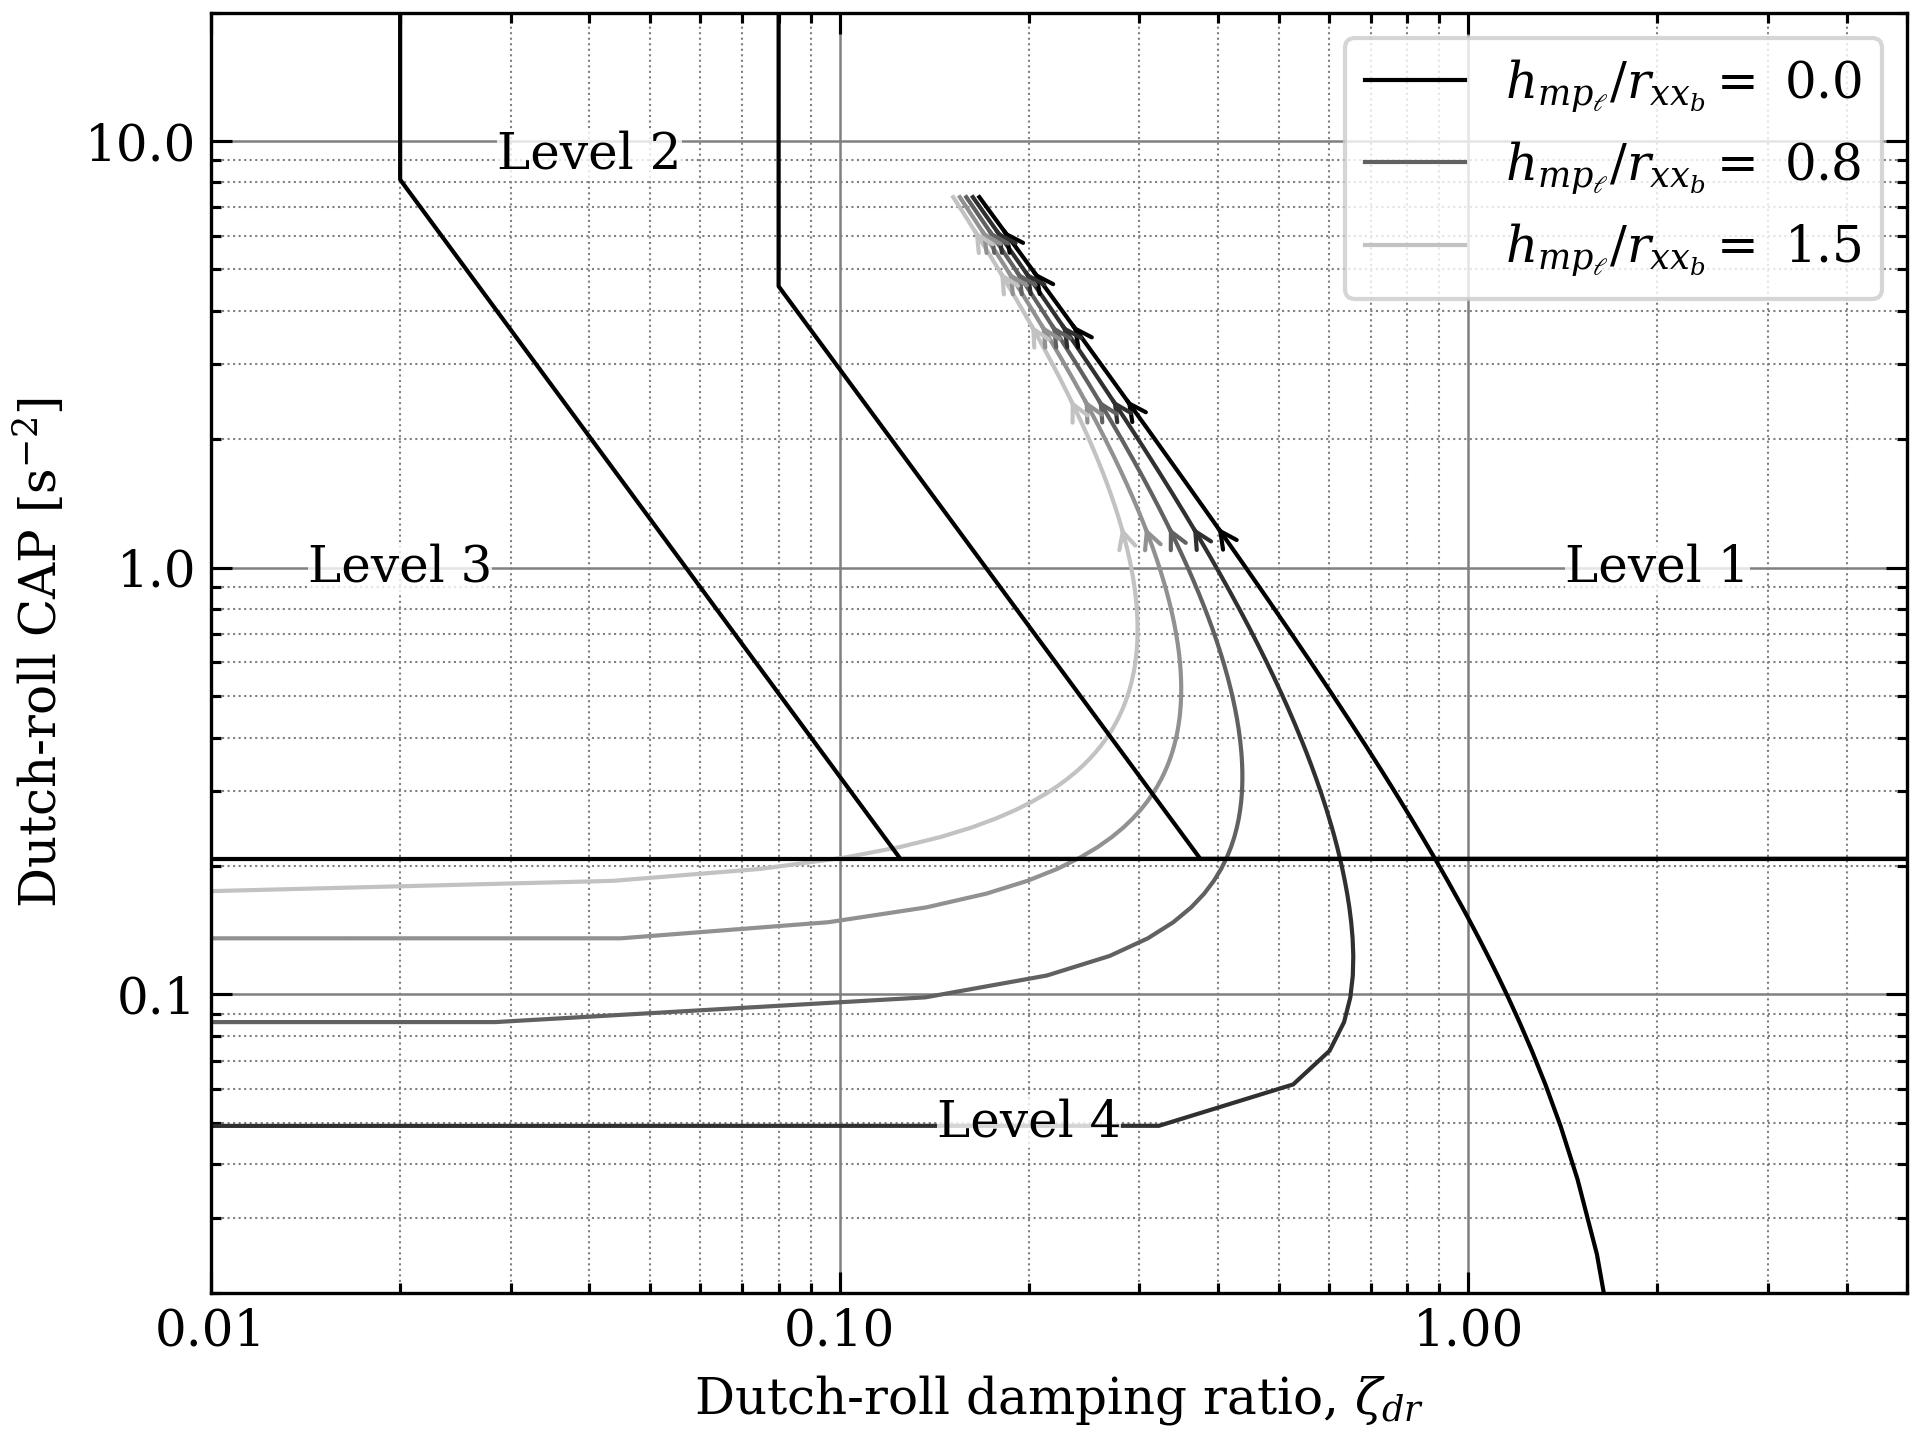 10.0
1.0
0.1
0.01
0.10
1.00
Dutch-roll CAP [s⁻²]
Dutch-roll damping ratio, ζ_dr
Level 2
Level 3
Level 1
Level 4
h_{mp_ℓ}/r_{xx_b} = 0.0
h_{mp_ℓ}/r_{xx_b} = 0.8
h_{mp_ℓ}/r_{xx_b} = 1.5